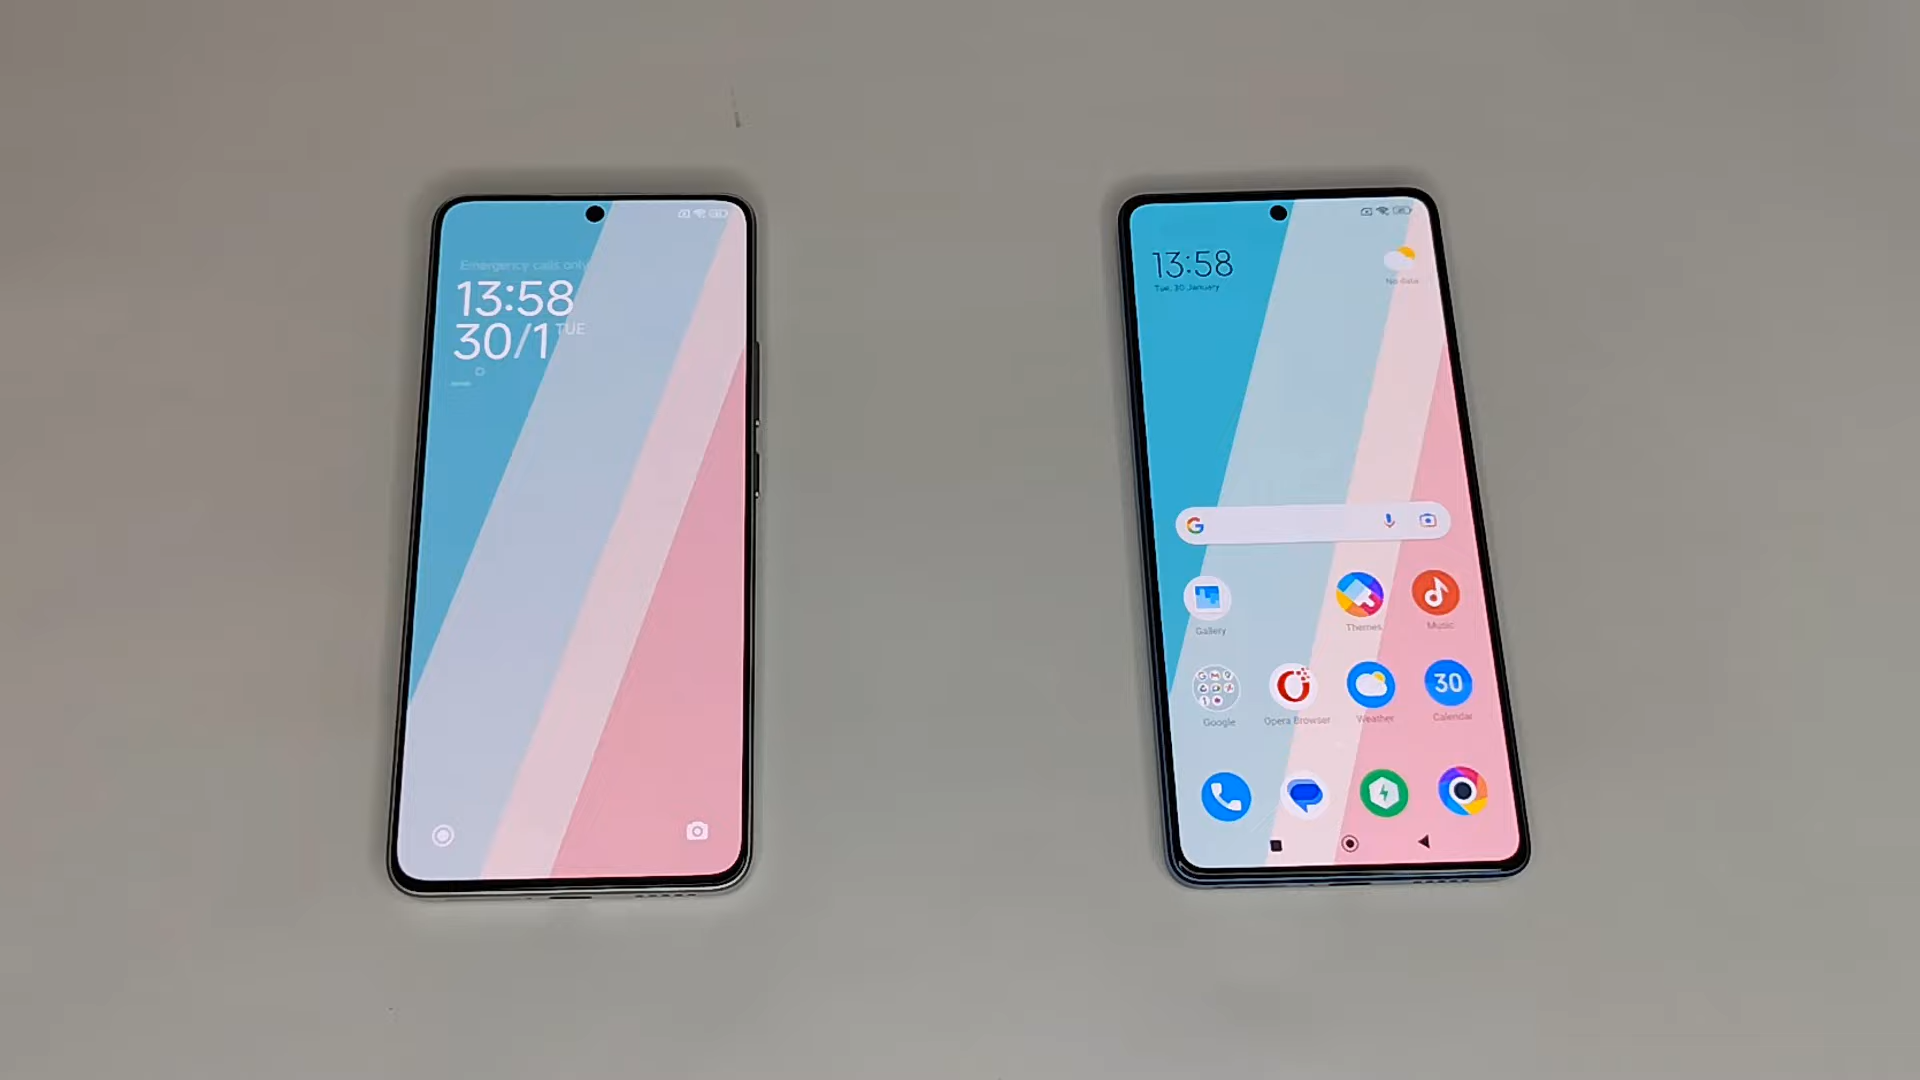 Emergency calls only
13:58
30/1 TUE
13:58
Tue, 30 January
No data
G
Gallery
Themes
Music
Google
Opera Browser
Weather
30
Calendar